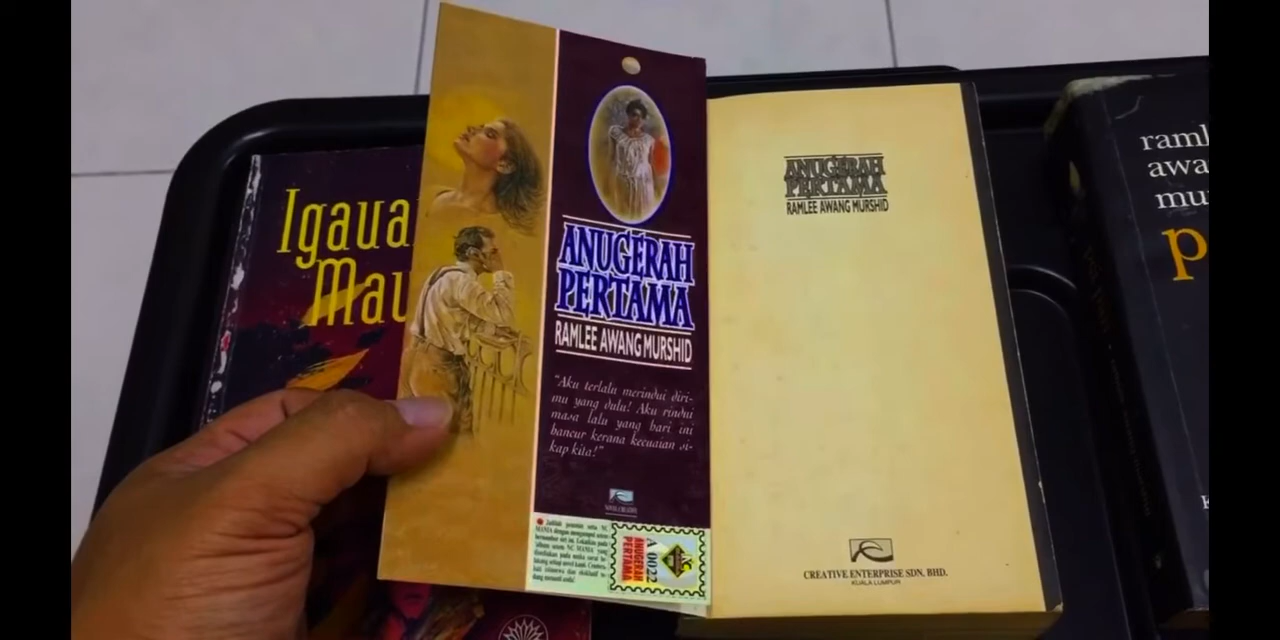 Igaua
Mau
ANUGERAH
PERTAMA
RAMLEE AWANG MURSHID
"Aku terlalu merindui diri-
mu yang dulu! Aku rindui
masa lalu yang hari ini
hancur kerana kecuaian si-
kap kita!"
A 0022
ANUGERAH
PERTAMA
ANUGERAH
PERTAMA
RAMLEE AWANG MURSHID
CREATIVE ENTERPRISE SDN. BHD.
KUALA LUMPUR
raml
awa
mu
p